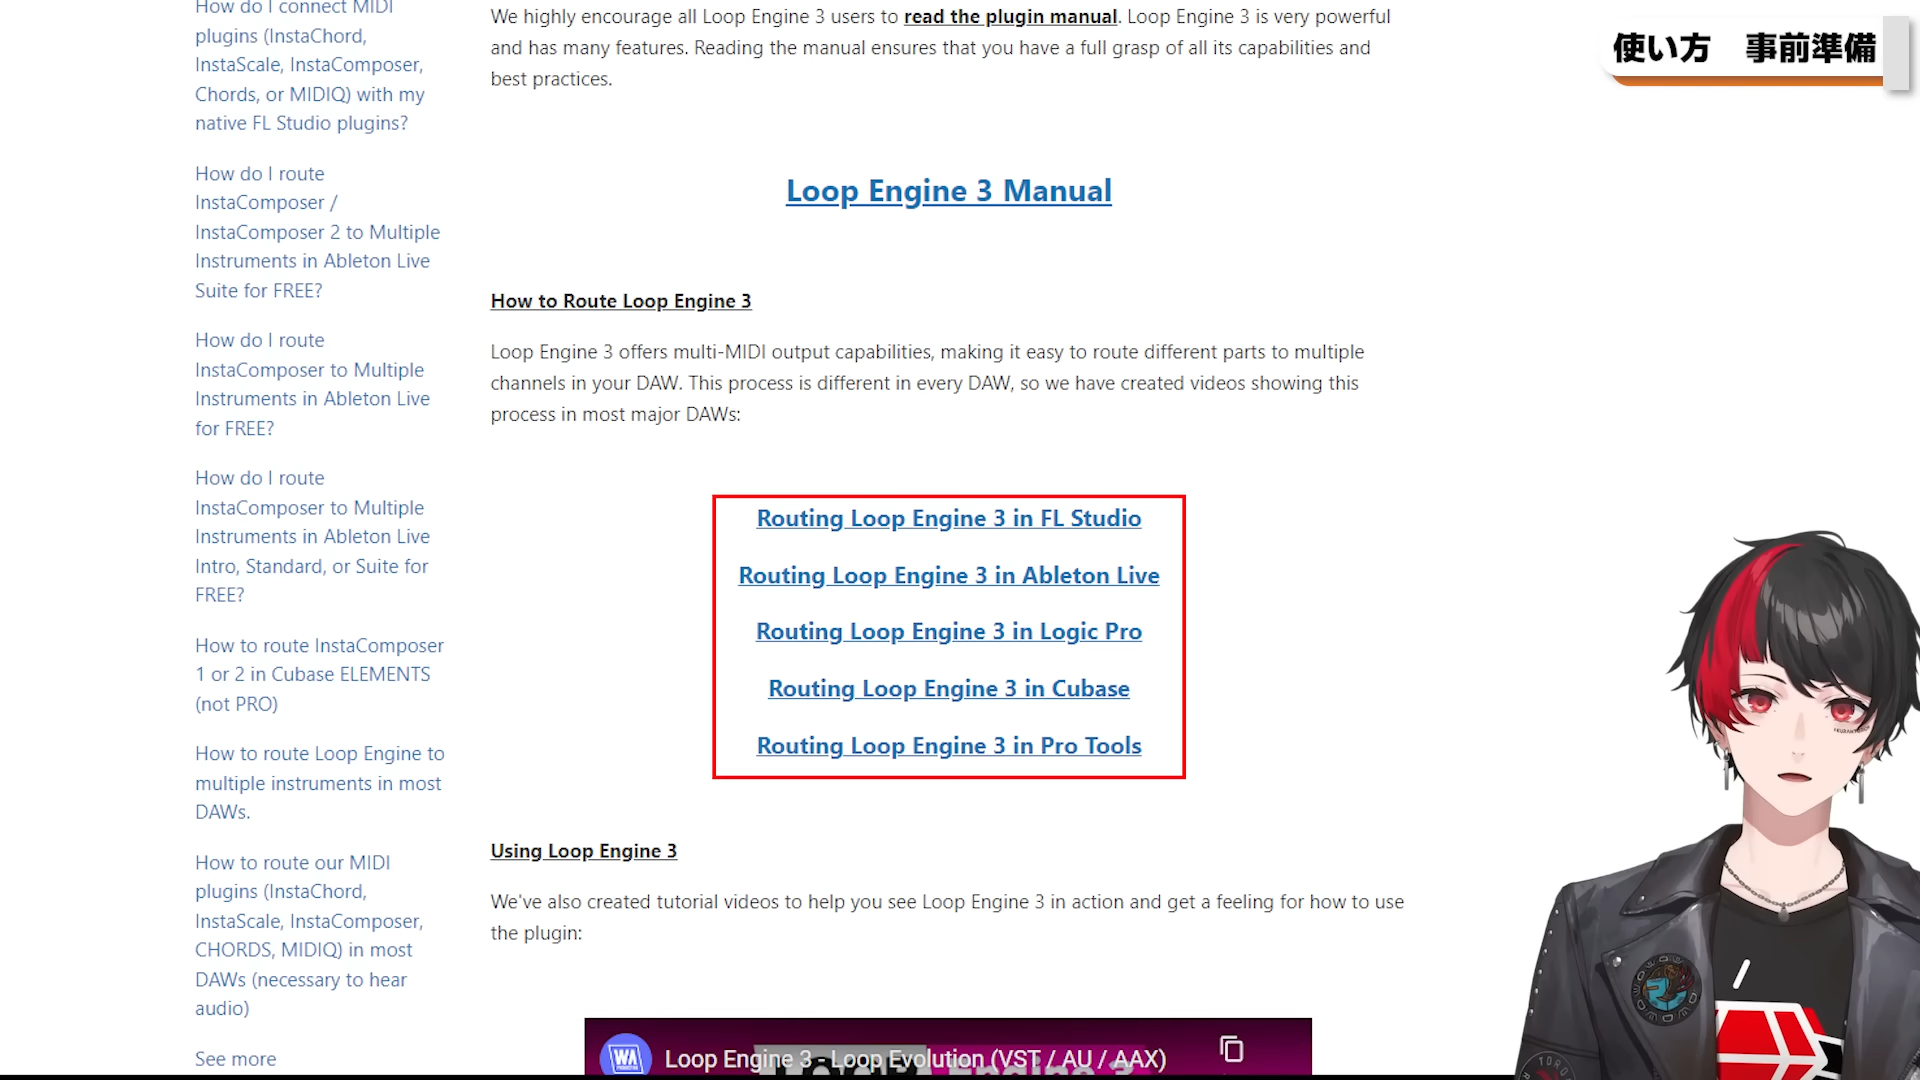 How do I connect MIDI
plugins (InstaChord,
InstaScale, InstaComposer,
Chords, or MIDIQ) with my
native FL Studio plugins?
How do I route
InstaComposer /
InstaComposer 2 to Multiple
Instruments in Ableton Live
Suite for FREE?
How do I route
InstaComposer to Multiple
Instruments in Ableton Live
for FREE?
How do I route
InstaComposer to Multiple
Instruments in Ableton Live
Intro, Standard, or Suite for
FREE?
How to route InstaComposer
1 or 2 in Cubase ELEMENTS
(not PRO)
How to route Loop Engine to
multiple instruments in most
DAWs.
How to route our MIDI
plugins (InstaChord,
InstaScale, InstaComposer,
CHORDS, MIDIQ) in most
DAWs (necessary to hear
audio)
See more
We highly encourage all Loop Engine 3 users to read the plugin manual. Loop Engine 3 is very powerful
and has many features. Reading the manual ensures that you have a full grasp of all its capabilities and
best practices.
Loop Engine 3 Manual
How to Route Loop Engine 3
Loop Engine 3 offers multi-MIDI output capabilities, making it easy to route different parts to multiple
channels in your DAW. This process is different in every DAW, so we have created videos showing this
process in most major DAWs:
Routing Loop Engine 3 in FL Studio
Routing Loop Engine 3 in Ableton Live
Routing Loop Engine 3 in Logic Pro
Routing Loop Engine 3 in Cubase
Routing Loop Engine 3 in Pro Tools
Using Loop Engine 3
We've also created tutorial videos to help you see Loop Engine 3 in action and get a feeling for how to use
the plugin:
WA
Loop Engine 3 - Loop Evolution (VST / AU / AAX)
使い方 事前準備